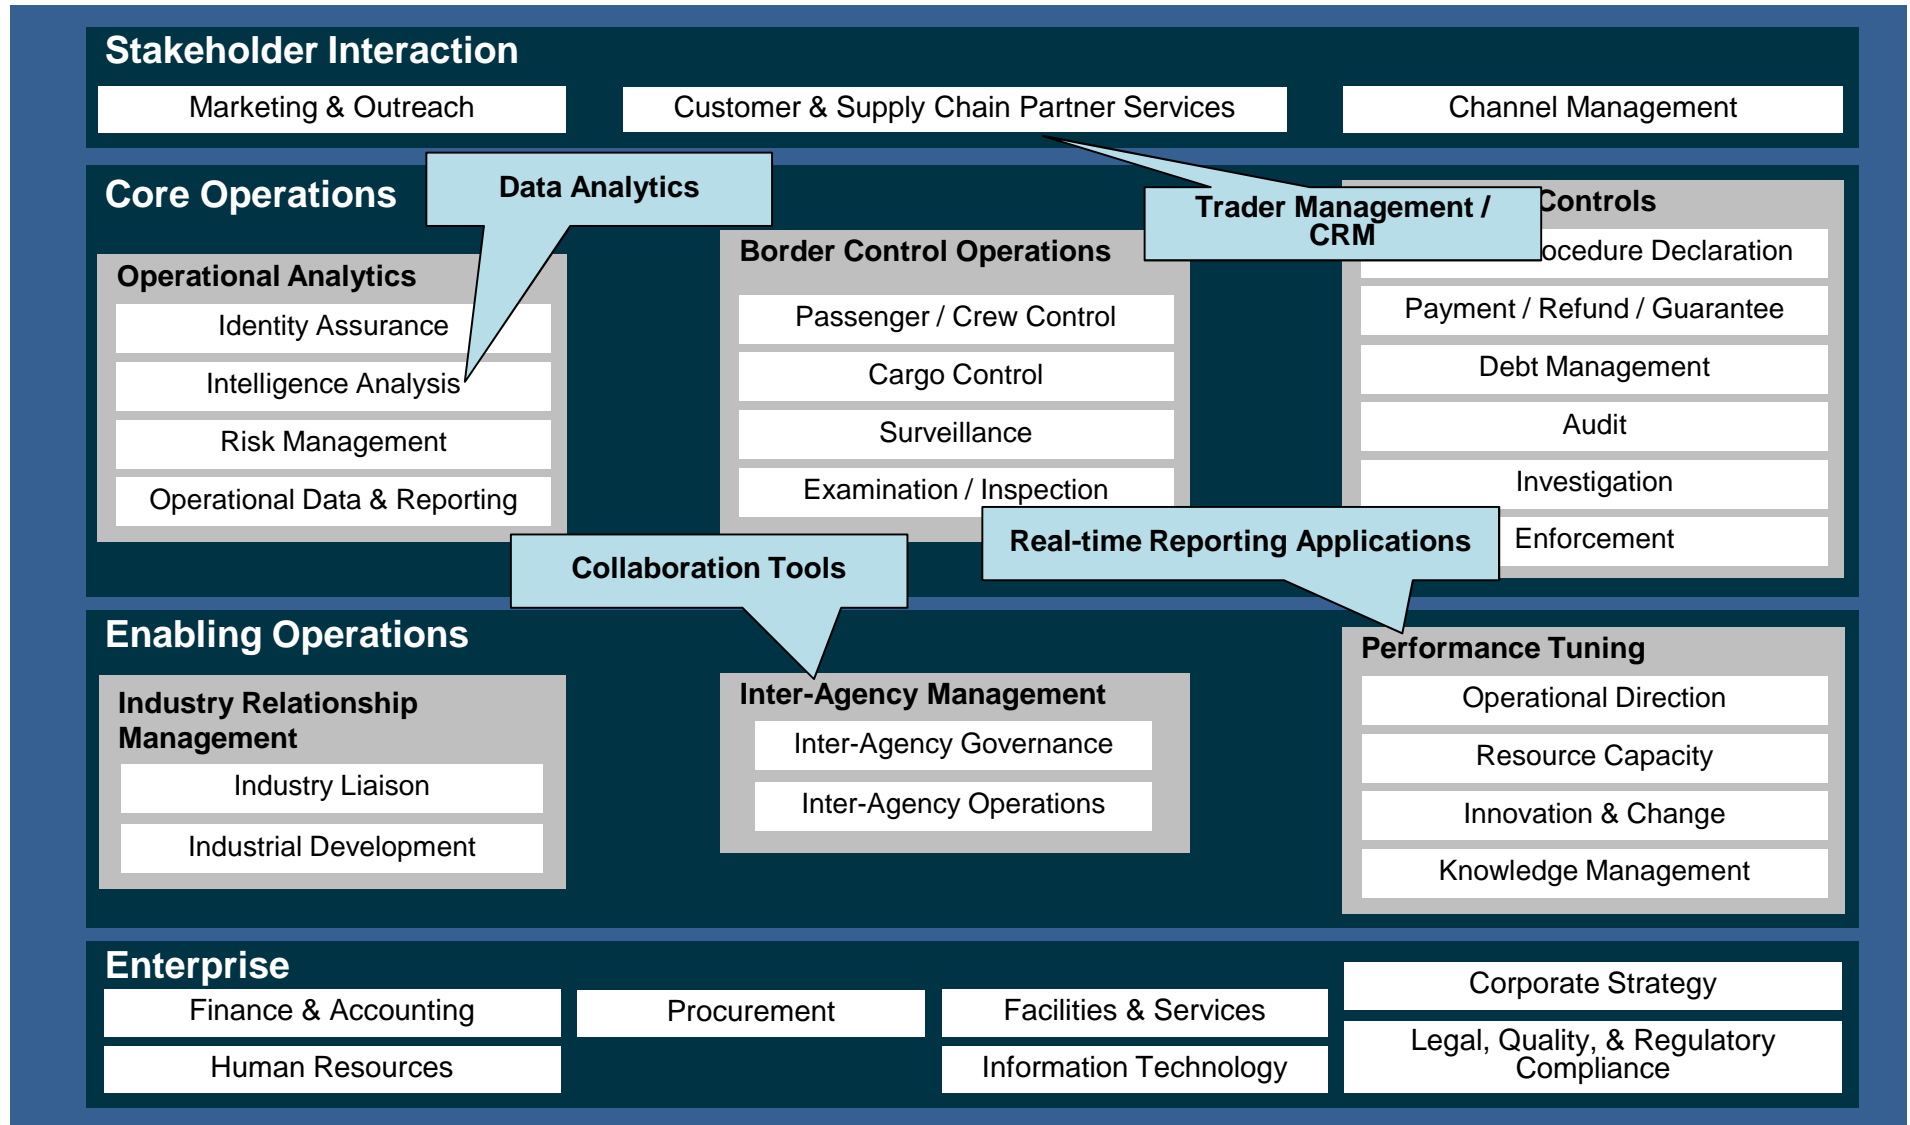 Stakeholder Interaction
Marketing & Outreach
Customer & Supply Chain Partner Services
Channel Management
Core Operations
Data Analytics
Trader Management /
CRM
Operational Analytics
Identity Assurance
Intelligence Analysis
Risk Management
Operational Data & Reporting
Border Control Operations
Passenger / Crew Control
Cargo Control
Surveillance
Examination / Inspection
Controls
Declaration
Payment / Refund / Guarantee
Debt Management
Audit
Investigation
Enforcement
Collaboration Tools
Real-time Reporting Applications
Enabling Operations
Industry Relationship
Management
Industry Liaison
Industrial Development
Inter-Agency Management
Inter-Agency Governance
Inter-Agency Operations
Performance Tuning
Operational Direction
Resource Capacity
Innovation & Change
Knowledge Management
Enterprise
Finance & Accounting
Human Resources
Procurement
Facilities & Services
Information Technology
Corporate Strategy
Legal, Quality, & Regulatory
Compliance